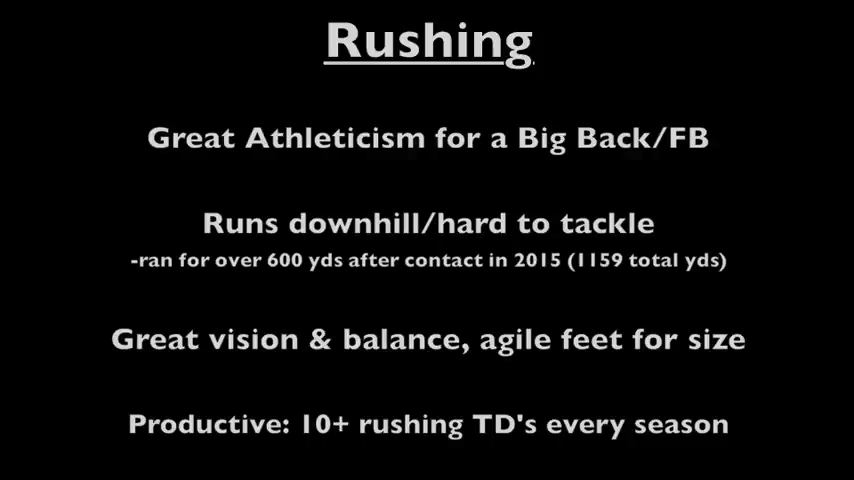 Rushing
Great Athleticism for a Big Back/FB
Runs downhill/hard to tackle
-ran for over 600 yds after contact in 2015 (1159 total yds)
Great vision & balance, agile feet for size
Productive: 10+ rushing TD's every season